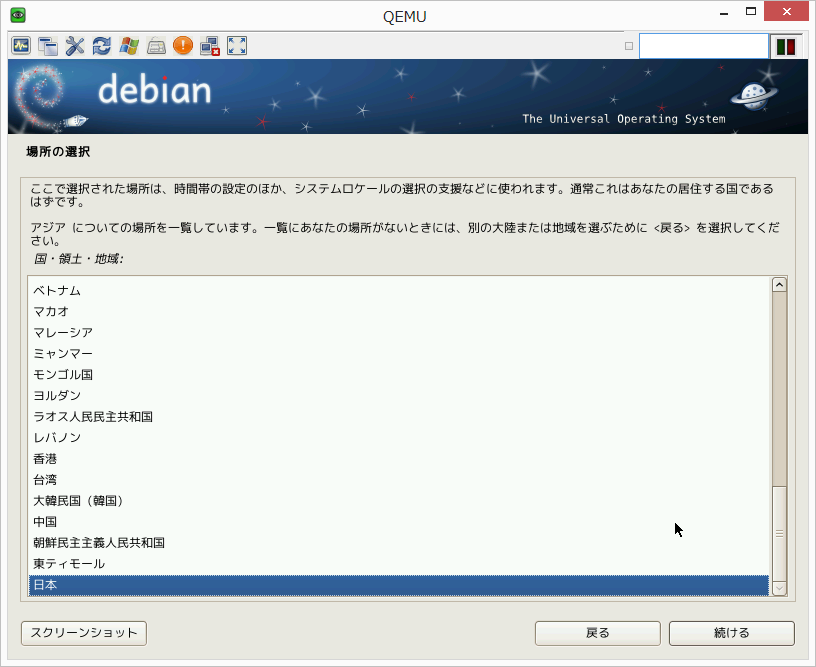 QEMU
debian
The Universal Operating System
場所の選択
ここで選択された場所は、時間帯の設定のほか、システムロケールの選択の支援などに使われます。通常これはあなたの居住する国である
はずです。
アジア についての場所を一覧しています。一覧にあなたの場所がないときには、別の大陸または地域を選ぶために <戻る> を選択してくだ
さい。
国・領土・地域:
ベトナム
マカオ
マレーシア
ミャンマー
モンゴル国
ヨルダン
ラオス人民民主共和国
レバノン
香港
台湾
大韓民国（韓国）
中国
朝鮮民主主義人民共和国
東ティモール
日本
スクリーンショット
戻る
続ける